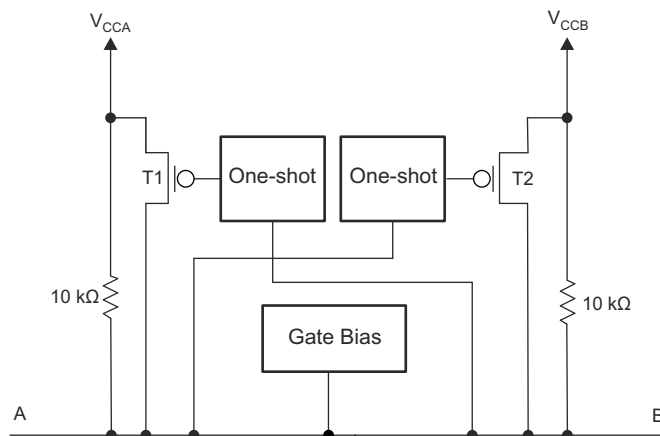 VCCA
VCCB
T1
One-shot
One-shot
T2
10 kΩ
10 kΩ
Gate Bias
A
B